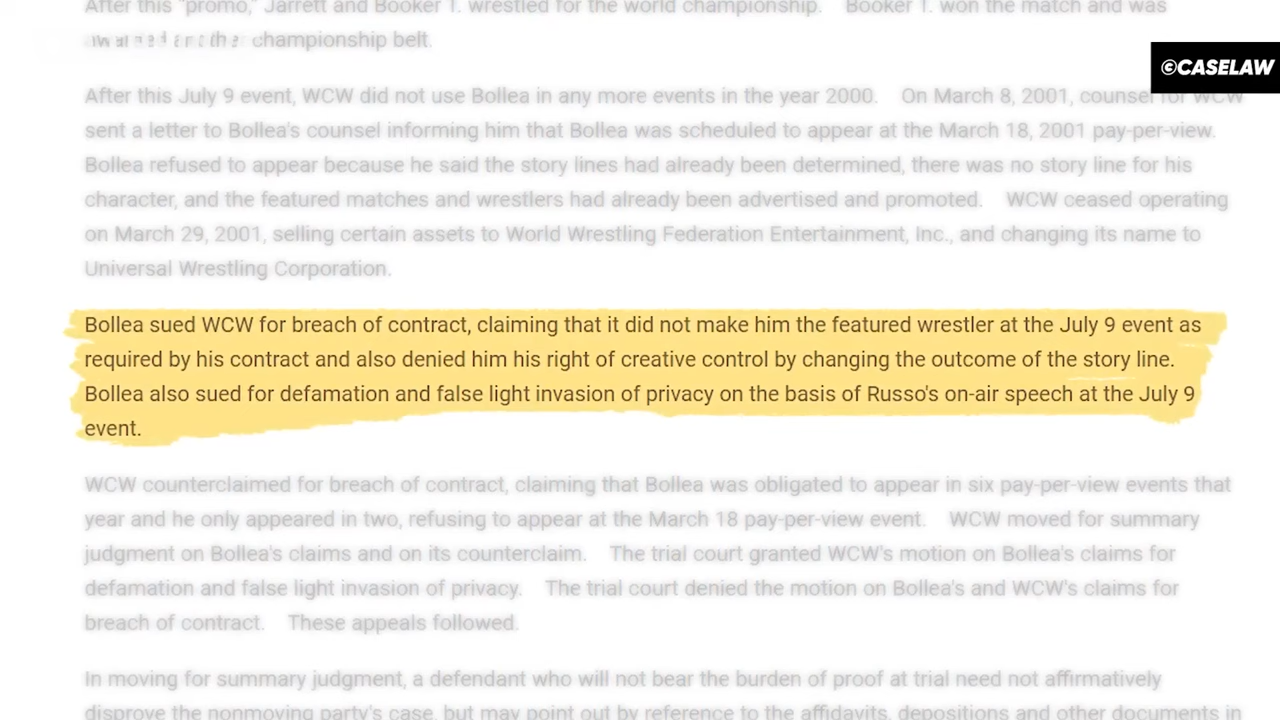 After this "promo," Jarrett and Booker T. wrestled for the world championship. Booker T. won the match and was
awarded another championship belt.
©CASELAW
After this July 9 event, WCW did not use Bollea in any more events in the year 2000. On March 8, 2001, counsel for WCW
sent a letter to Bollea's counsel informing him that Bollea was scheduled to appear at the March 18, 2001 pay-per-view.
Bollea refused to appear because he said the story lines had already been determined, there was no story line for his
character, and the featured matches and wrestlers had already been advertised and promoted. WCW ceased operating
on March 29, 2001, selling certain assets to World Wrestling Federation Entertainment, Inc., and changing its name to
Universal Wrestling Corporation.
Bollea sued WCW for breach of contract, claiming that it did not make him the featured wrestler at the July 9 event as
required by his contract and also denied him his right of creative control by changing the outcome of the story line.
Bollea also sued for defamation and false light invasion of privacy on the basis of Russo's on-air speech at the July 9
event.
WCW counterclaimed for breach of contract, claiming that Bollea was obligated to appear in six pay-per-view events that
year and he only appeared in two, refusing to appear at the March 18 pay-per-view event. WCW moved for summary
judgment on Bollea's claims and on its counterclaim. The trial court granted WCW's motion on Bollea's claims for
defamation and false light invasion of privacy. The trial court denied the motion on Bollea's and WCW's claims for
breach of contract. These appeals followed.
In moving for summary judgment, a defendant who will not bear the burden of proof at trial need not affirmatively
disprove the nonmoving party's case, but may point out by reference to the affidavits, depositions and other documents in